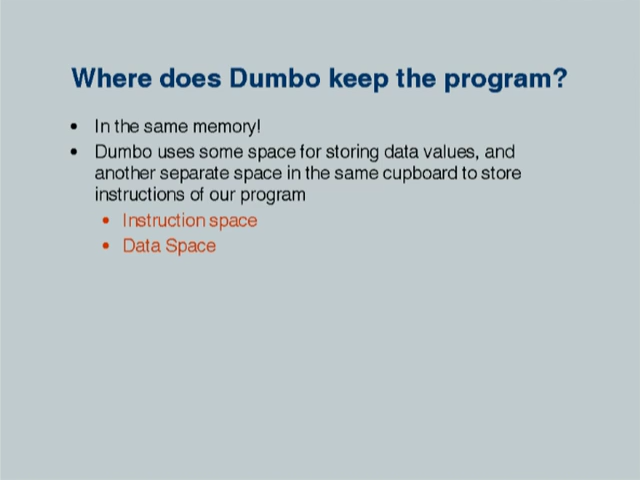 Where does Dumbo keep the program?
• In the same memory!
• Dumbo uses some space for storing data values, and
another separate space in the same cupboard to store
instructions of our program
• Instruction space
• Data Space